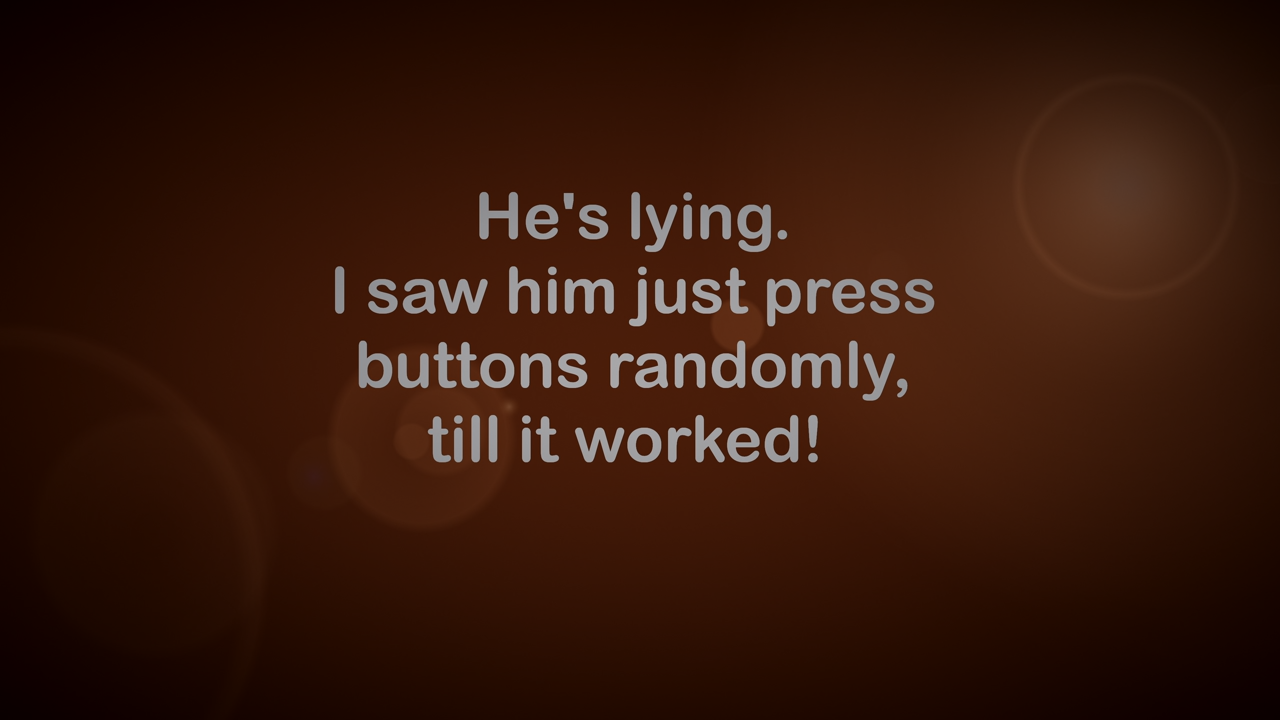 He's lying.
I saw him just press
buttons randomly,
till it worked!